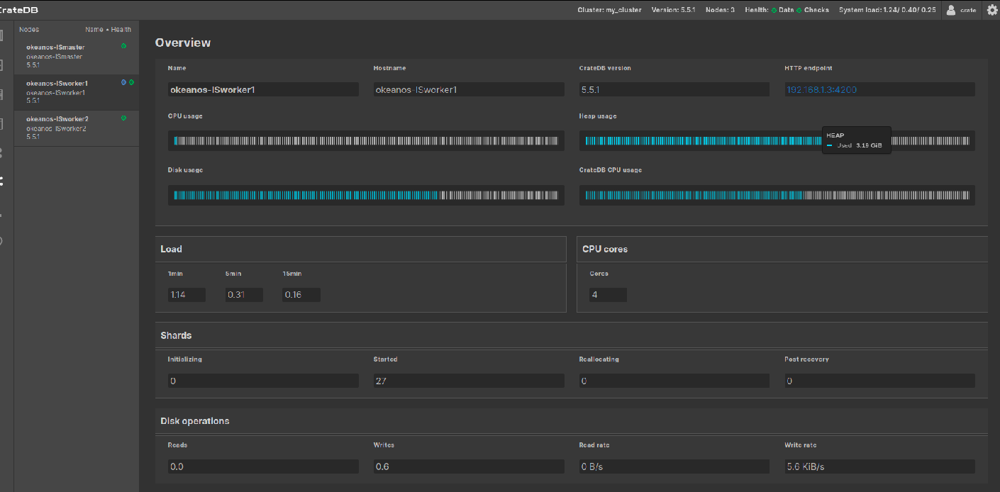 CrateDB
Cluster: my_cluster Version: 5.5.1 Nodes: 3 Health: Data Checks System load: 1.24/ 0.40/ 0.25 crate
Nodes Name • Health
okeanos-ISmaster
okeanos-ISmaster
5.5.1
okeanos-ISworker1
okeanos-ISworker1
5.5.1
okeanos-ISworker2
okeanos-ISworker2
5.5.1
Overview
Name Hostname CrateDB version HTTP endpoint
okeanos-ISworker1 okeanos-ISworker1 5.5.1 192.168.1.3:4200
CPU usage Heap usage
HEAP
Used 3.19 GiB
Disk usage CrateDB CPU usage
Load CPU cores
1min 5min 15min Cores
1.14 0.31 0.16 4
Shards
Initializing Started Reallocating Post recovery
0 27 0 0
Disk operations
Reads Writes Read rate Write rate
0.0 0.6 0 B/s 5.6 KiB/s